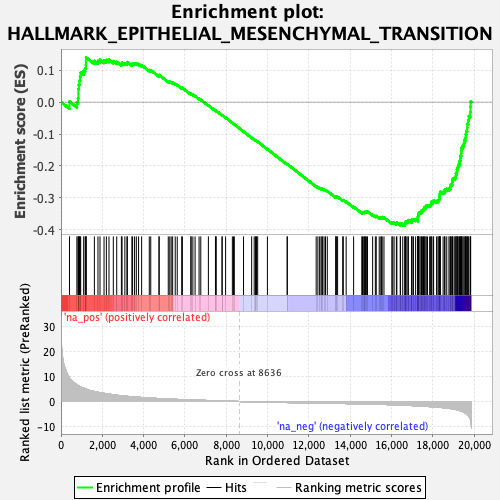 Enrichment plot:
HALLMARK_EPITHELIAL_MESENCHYMAL_TRANSITION
Enrichment score (ES)
0.1
0.0
-0.1
-0.2
-0.3
-0.4
'na_pos' (positively correlated)
Ranked list metric (PreRanked)
30
20
10
0
-10
Zero cross at 8636
'na_neg' (negatively correlated)
0
2,000
4,000
6,000
8,000
10,000
12,000
14,000
16,000
18,000
20,000
Rank in Ordered Dataset
Enrichment profile
Hits
Ranking metric scores